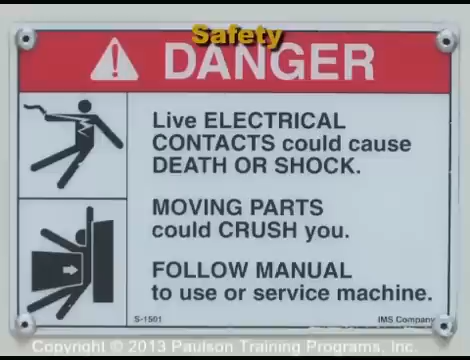 Safety
DANGER
Live ELECTRICAL
CONTACTS could cause
DEATH OR SHOCK.
MOVING PARTS
could CRUSH you.
FOLLOW MANUAL
to use or service machine.
S-1501
IMS Company
Copyright © 2013 Paulson Training Programs, Inc.